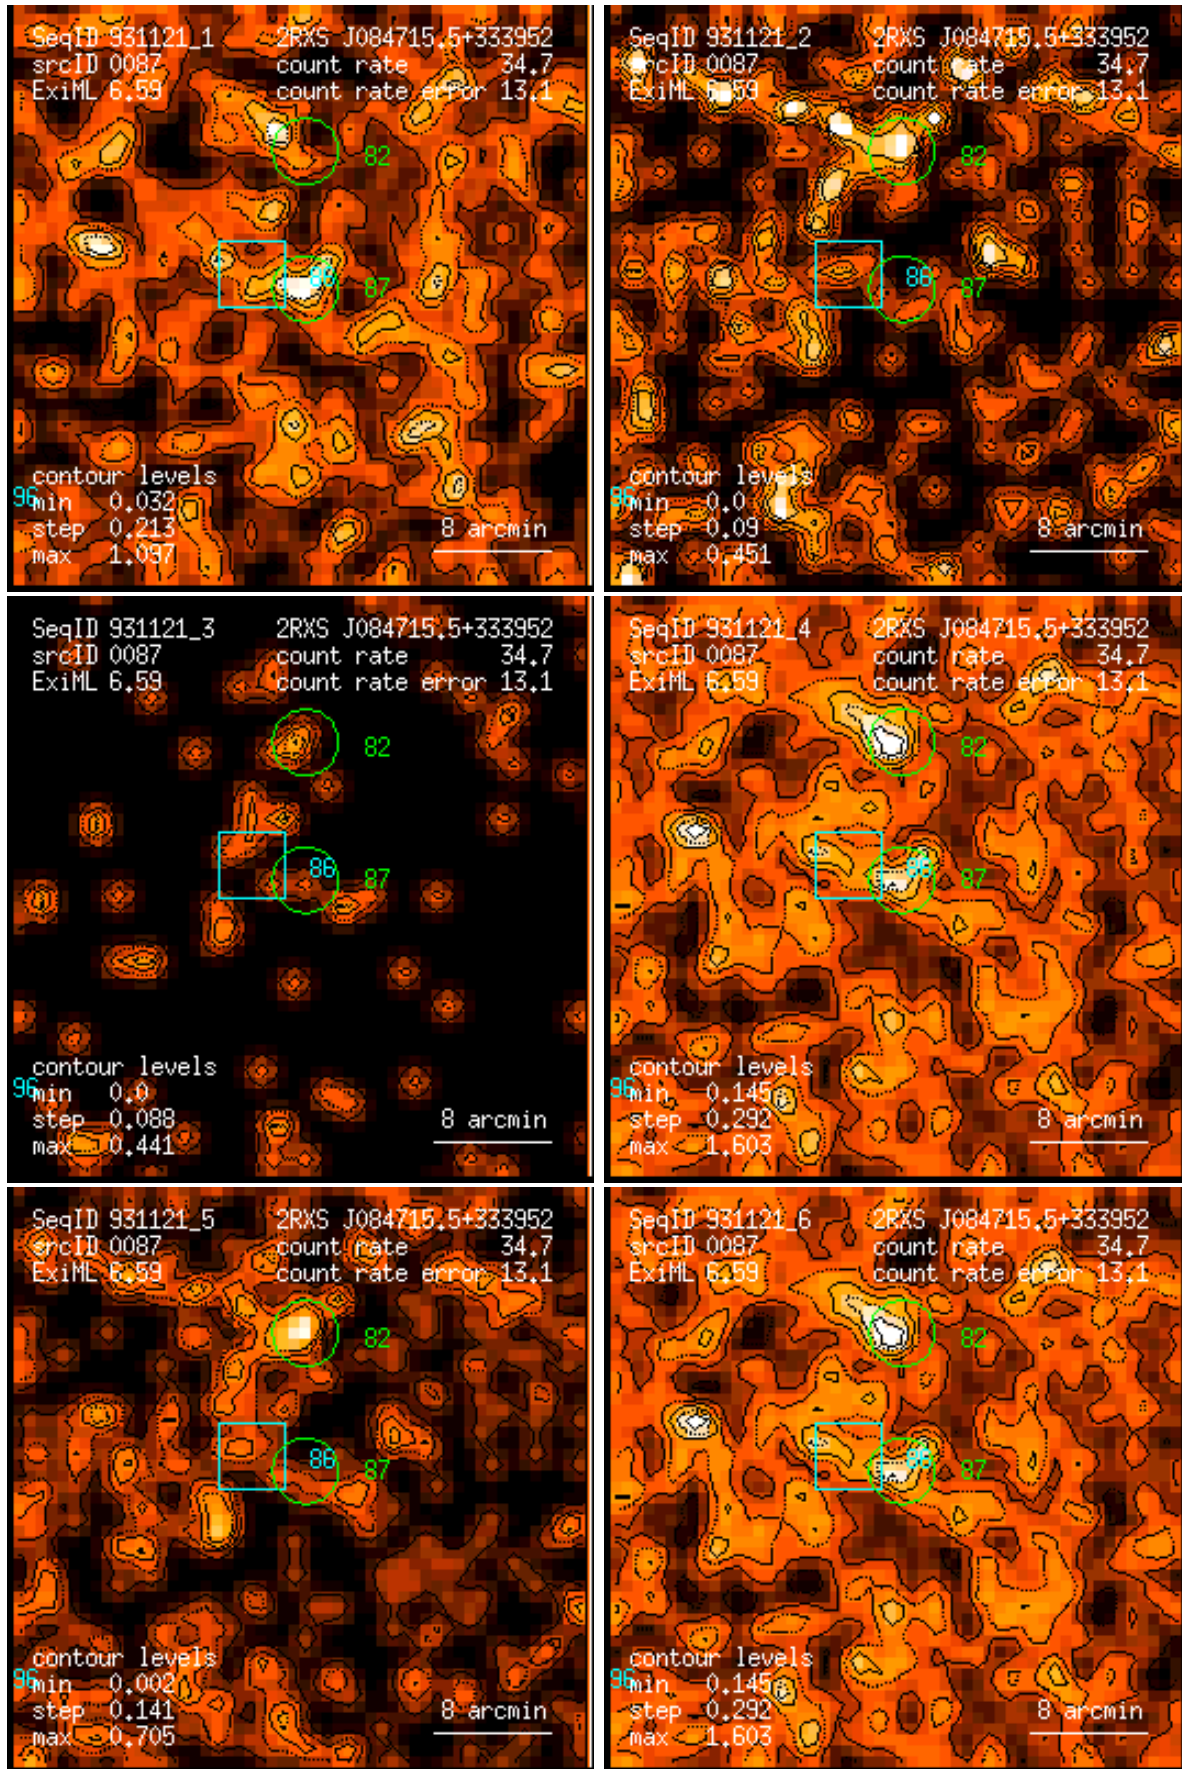 SeqID 931121_1 2RXS J084715.5+333952
srcID 0087 count rate 34.7
ExiML 6.59 count rate error 13.1
82
86
87
contour levels
96
min 0.032
step 0.213 8 arcmin
max 1.097
SeqID 931121_2 2RXS J084715.5+333952
srcID 0087 count rate 34.7
ExiML 6.59 count rate error 13.1
82
86
87
contour levels
96
min 0.0
step 0.09 8 arcmin
max 0.451
SeqID 931121_3 2RXS J084715.5+333952
srcID 0087 count rate 34.7
ExiML 6.59 count rate error 13.1
82
86
87
contour levels
96
min 0.0
step 0.088 8 arcmin
max 0.441
SeqID 931121_4 2RXS J084715.5+333952
srcID 0087 count rate 34.7
ExiML 6.59 count rate error 13.1
82
86
87
contour levels
96
min 0.145
step 0.292 8 arcmin
max 1.603
SeqID 931121_5 2RXS J084715.5+333952
srcID 0087 count rate 34.7
ExiML 6.59 count rate error 13.1
82
86
87
contour levels
96
min 0.002
step 0.141 8 arcmin
max 0.705
SeqID 931121_6 2RXS J084715.5+333952
srcID 0087 count rate 34.7
ExiML 6.59 count rate error 13.1
82
86
87
contour levels
96
min 0.145
step 0.292 8 arcmin
max 1.603